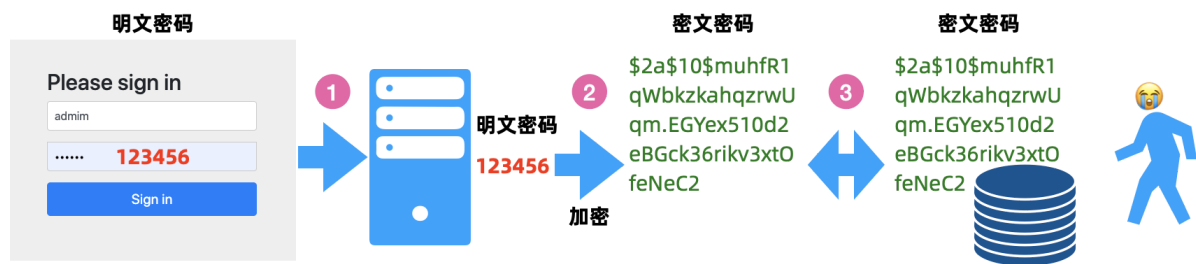 明文密码
Please sign in
admim
•••••• 123456
Sign in
1
明文密码
123456
2
加密
密文密码
$2a$10$muhfR1
qWbkzkahqzrwU
qm.EGYex510d2
eBGck36rikv3xtO
feNeC2
3
密文密码
$2a$10$muhfR1
qWbkzkahqzrwU
qm.EGYex510d2
eBGck36rikv3xtO
feNeC2